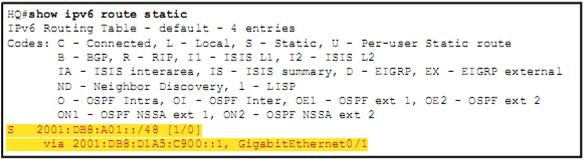 HQ#show ipv6 route static
IPv6 Routing Table - default - 4 entries
Codes: C - Connected, L - Local, S - Static, U - Per-user Static route
B - BGP, R - RIP, I1 - ISIS L1, I2 - ISIS L2
IA - ISIS interarea, IS - ISIS summary, D - EIGRP, EX - EIGRP external
ND - Neighbor Discovery, l - LISP
O - OSPF Intra, OI - OSPF Inter, OE1 - OSPF ext 1, OE2 - OSPF ext 2
ON1 - OSPF NSSA ext 1, ON2 - OSPF NSSA ext 2
S 2001:DB8:A01::/48 [1/0]
via 2001:DB8:D1A5:C900::1, GigabitEthernet0/1